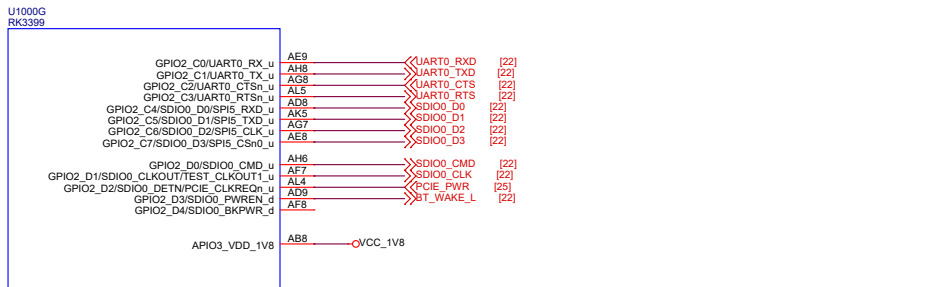 U1000G
RK3399
GPIO2_C0/UART0_RX_u AE9 UART0_RXD [22]
GPIO2_C1/UART0_TX_u AH8 UART0_TXD [22]
GPIO2_C2/UART0_CTSn_u AG8 UART0_CTS [22]
GPIO2_C3/UART0_RTSn_u AL5 UART0_RTS [22]
GPIO2_C4/SDIO0_D0/SPI5_RXD_u AD8 SDIO0_D0 [22]
GPIO2_C5/SDIO0_D1/SPI5_TXD_u AK5 SDIO0_D1 [22]
GPIO2_C6/SDIO0_D2/SPI5_CLK_u AG7 SDIO0_D2 [22]
GPIO2_C7/SDIO0_D3/SPI5_CSn0_u AE8 SDIO0_D3 [22]
GPIO2_D0/SDIO0_CMD_u AH6 SDIO0_CMD [22]
GPIO2_D1/SDIO0_CLKOUT/TEST_CLKOUT1_u AF7 SDIO0_CLK [22]
GPIO2_D2/SDIO0_DETN/PCIE_CLKREQn_u AL4 PCIE_PWR [25]
GPIO2_D3/SDIO0_PWREN_d AD9 BT_WAKE_L [22]
GPIO2_D4/SDIO0_BKPWR_d AF8
APIO3_VDD_1V8 AB8 VCC_1V8